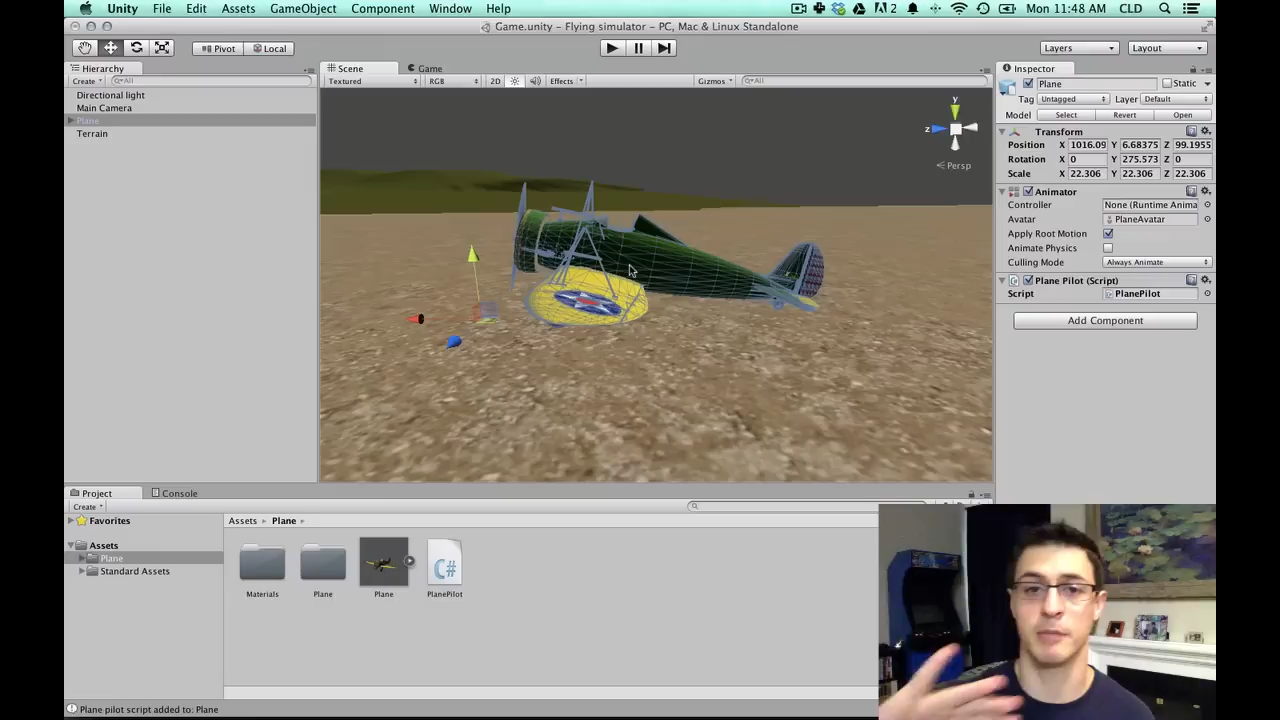 Unity File Edit Assets GameObject Component Window Help
2 Mon 11:48 AM CLD
Game.unity – Flying simulator – PC, Mac & Linux Standalone
Pivot Local Layers Layout
Hierarchy
Create All
Directional light
Main Camera
Plane
Terrain
Scene Game
Textured RGB 2D Effects Gizmos All
y
z
Persp
Inspector
Plane Static
Tag Untagged Layer Default
Model Select Revert Open
Transform
Position X 1016.09 Y 6.68375 Z 99.1955
Rotation X 0 Y 275.573 Z 0
Scale X 22.306 Y 22.306 Z 22.306
Animator
Controller None (Runtime Anima
Avatar PlaneAvatar
Apply Root Motion
Animate Physics
Culling Mode Always Animate
Plane Pilot (Script)
Script PlanePilot
Add Component
Project Console
Create
Favorites
Assets
Plane
Standard Assets
Assets Plane
C#
Materials Plane Plane PlanePilot
Plane pilot script added to: Plane